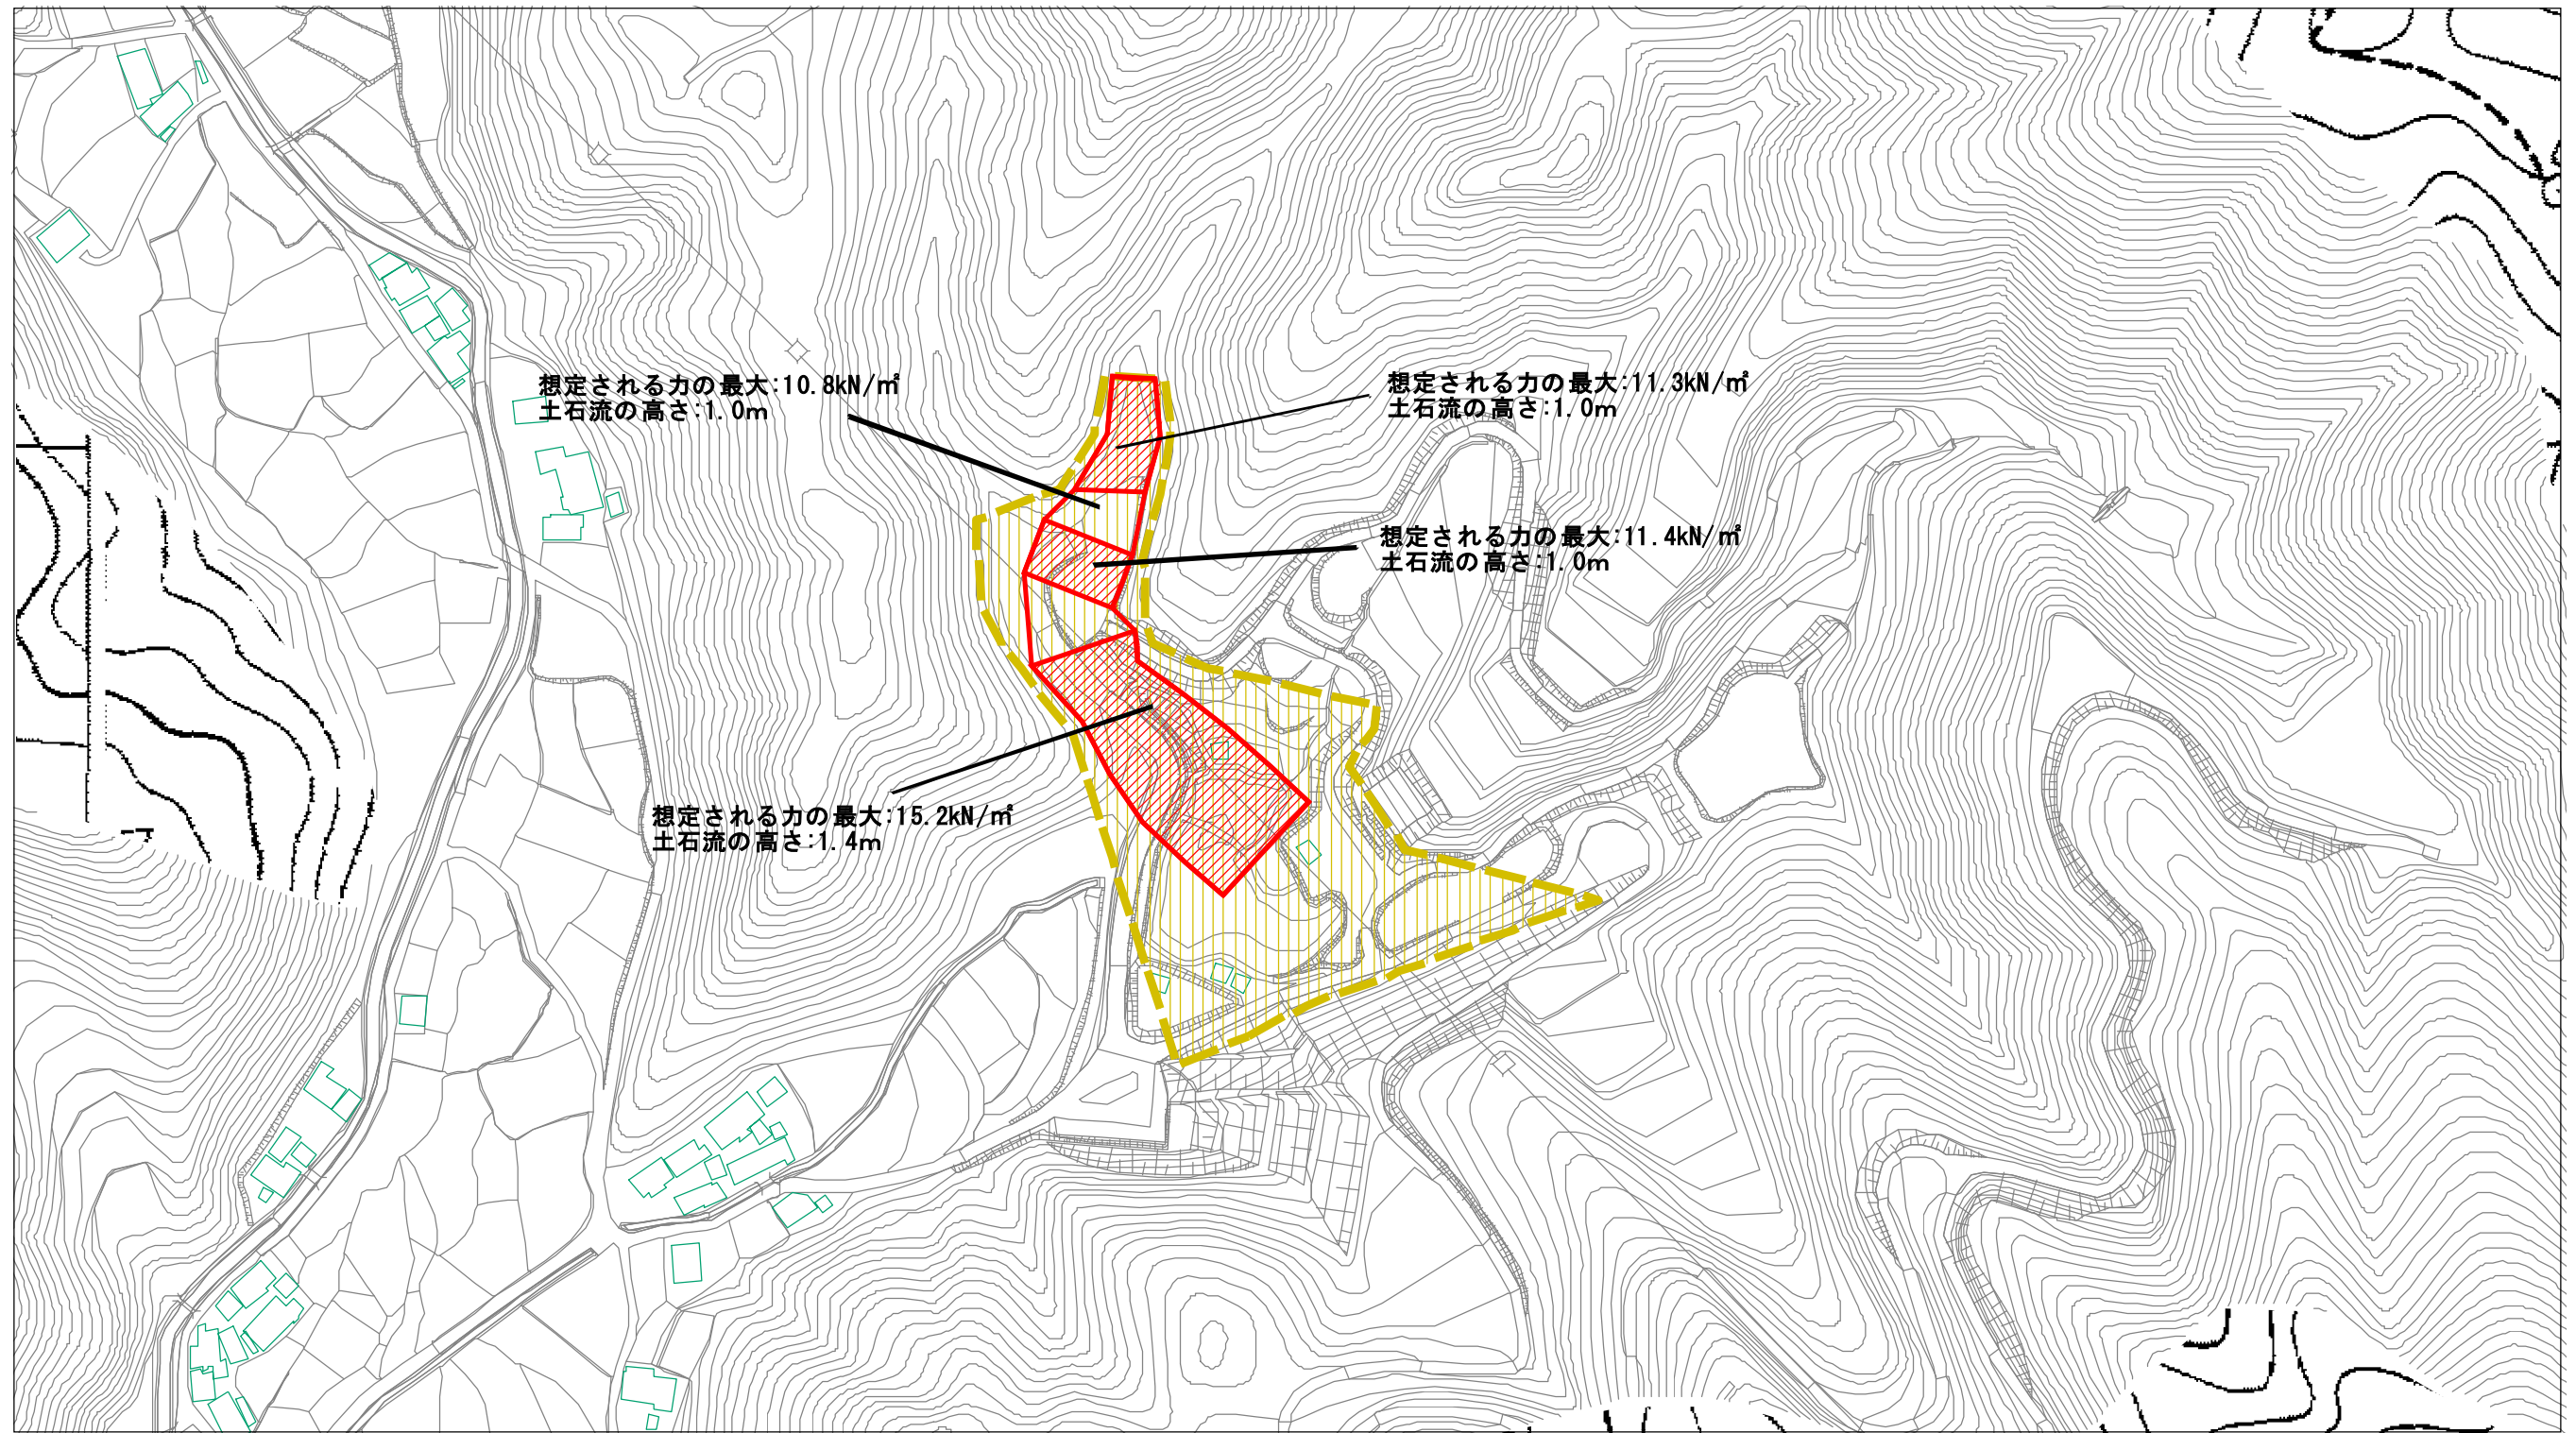 想定される力の最大:10.8kN/㎡
土石流の高さ:1.0m
想定される力の最大:11.3kN/㎡
土石流の高さ:1.0m
想定される力の最大:11.4kN/㎡
土石流の高さ:1.0m
想定される力の最大:15.2kN/㎡
土石流の高さ:1.4m